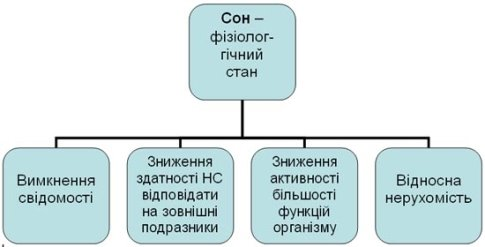 Сон –
фізіолог-
гічний
стан
Вимкнення
свідомості
Зниження
здатності НС
відповідати
на зовнішні
подразники
Зниження
активності
більшості
функцій
організму
Відносна
нерухомість
.